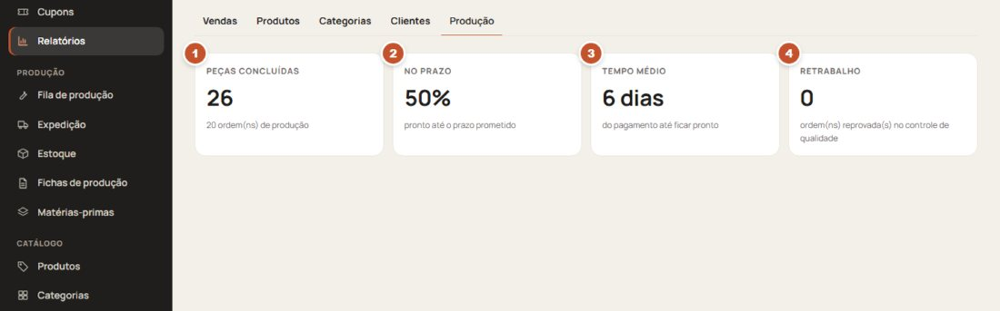 Cupons
Relatórios
PRODUÇÃO
Fila de produção
Expedição
Estoque
Fichas de produção
Matérias-primas
CATÁLOGO
Produtos
Categorias
Vendas Produtos Categorias Clientes Produção
1
PEÇAS CONCLUÍDAS
26
20 ordem(ns) de produção
2
NO PRAZO
50%
pronto até o prazo prometido
3
TEMPO MÉDIO
6 dias
do pagamento até ficar pronto
4
RETRABALHO
0
ordem(ns) reprovada(s) no controle de
qualidade